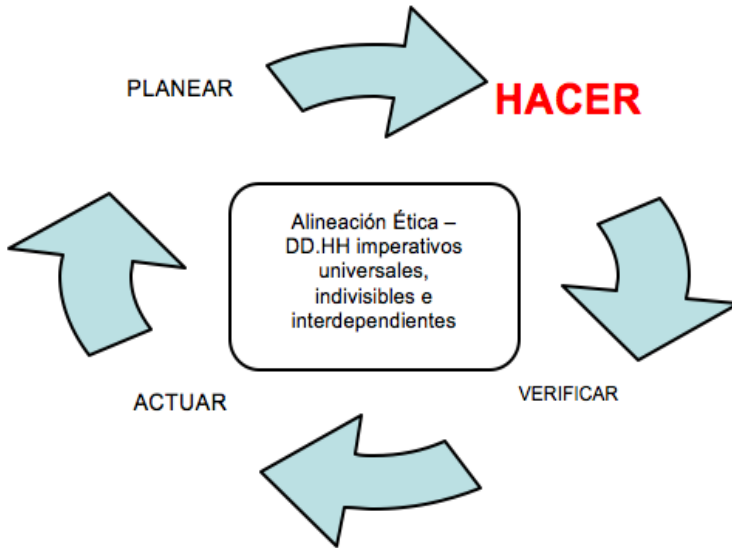 PLANEAR
HACER
Alineación Ética –
DD.HH imperativos
universales,
indivisibles e
interdependientes
ACTUAR
VERIFICAR